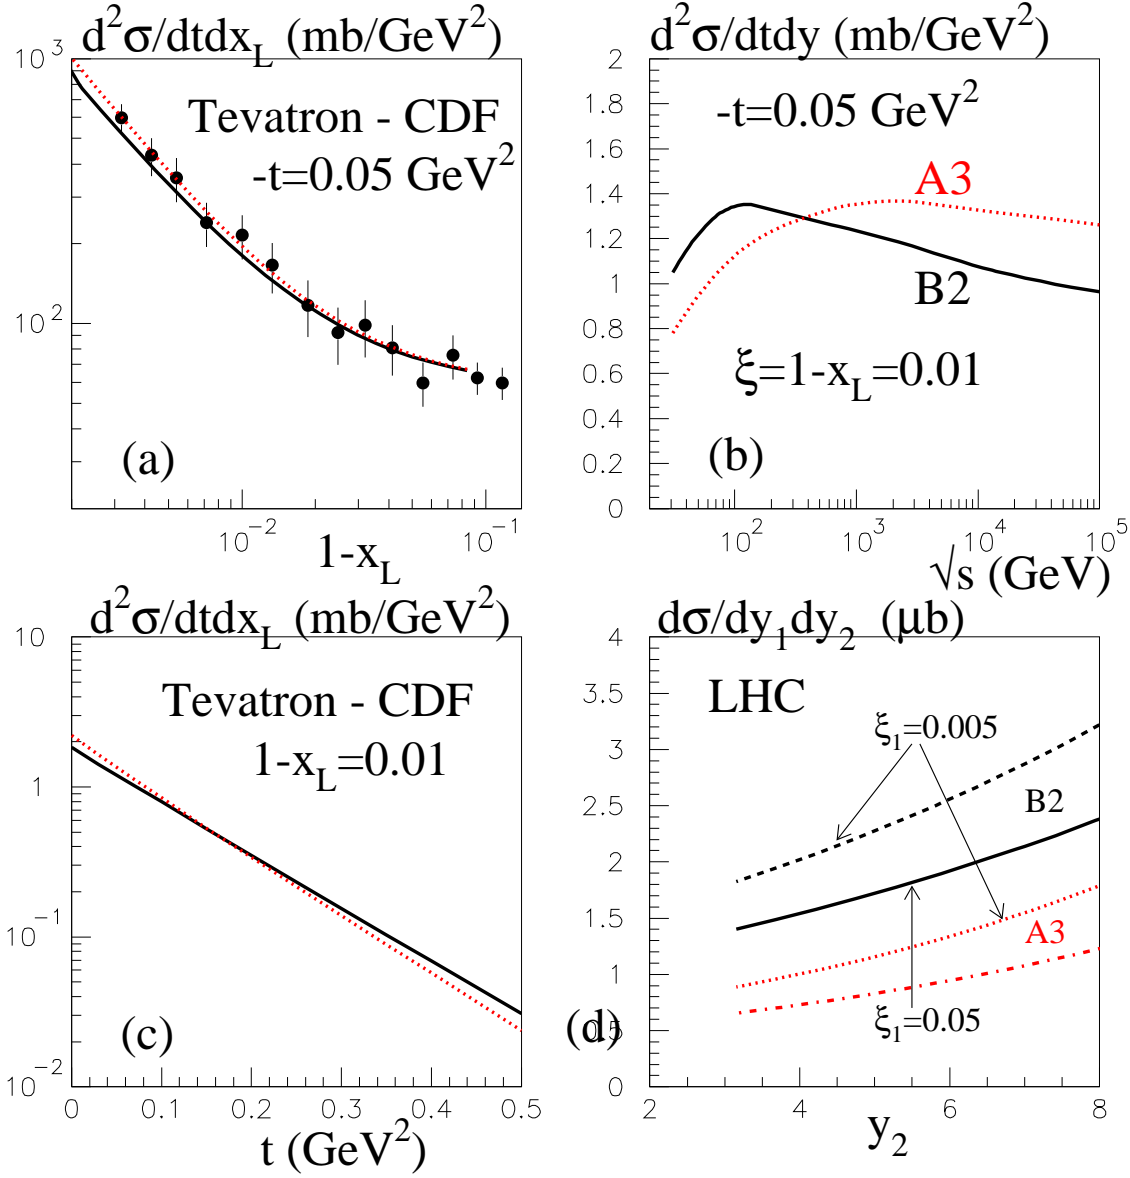 d²σ/dtdx_L (mb/GeV²)
10³
10²
Tevatron - CDF
-t=0.05 GeV²
(a)
10⁻² 10⁻¹
1-x_L
d²σ/dtdy (mb/GeV²)
2
1.8
1.6
1.4
1.2
1
0.8
0.6
0.4
0.2
0
-t=0.05 GeV²
A3
B2
ξ=1-x_L=0.01
(b)
10² 10³ 10⁴ 10⁵
√s (GeV)
d²σ/dtdx_L (mb/GeV²)
10
1
10⁻¹
10⁻²
Tevatron - CDF
1-x_L=0.01
(c)
0 0.1 0.2 0.3 0.4 0.5
t (GeV²)
dσ/dy₁dy₂ (μb)
4
3.5
3
2.5
2
1.5
1
0.5
0
LHC
ξ₁=0.005
B2
A3
ξ₁=0.05
(d)
2 4 6 8
y₂